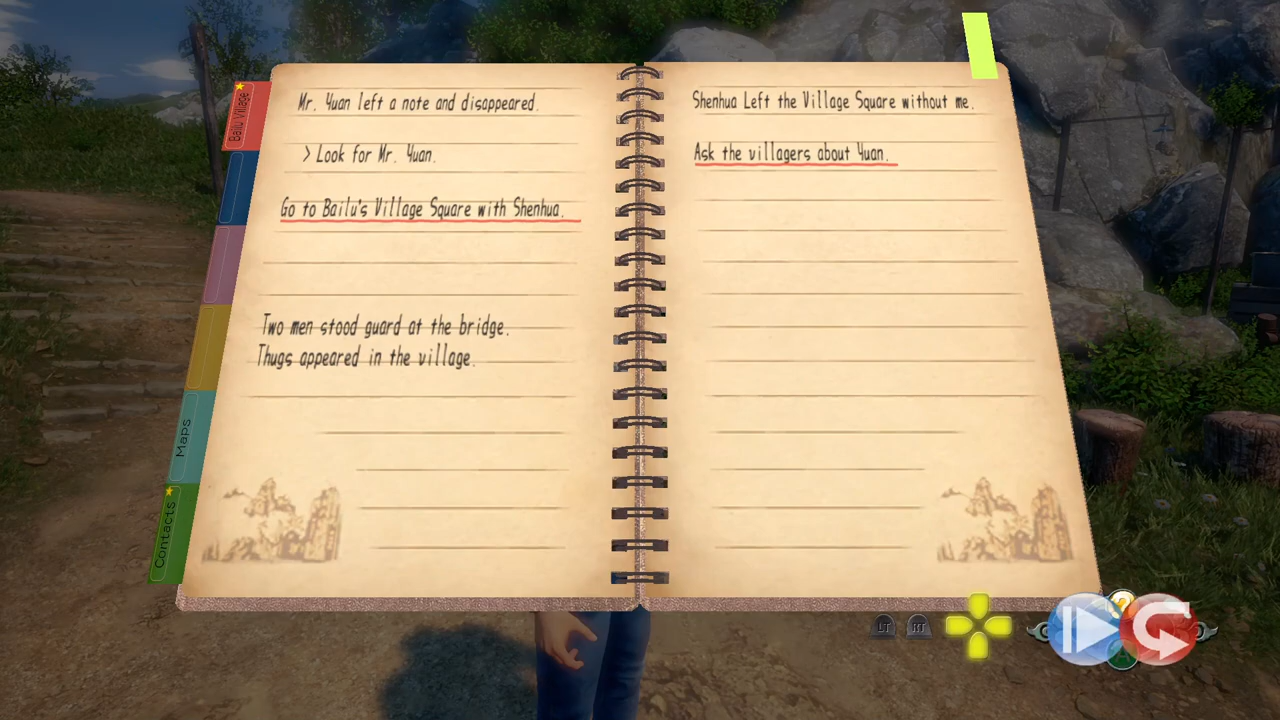 Mr. Yuan left a note and disappeared.
> Look for Mr. Yuan.
Go to Bailu's Village Square with Shenhua.
Two men stood guard at the bridge.
Thugs appeared in the village.
Shenhua Left the Village Square without me.
Ask the villagers about Yuan.
Bailu Village
Maps
Contacts
LT
RT
?
A